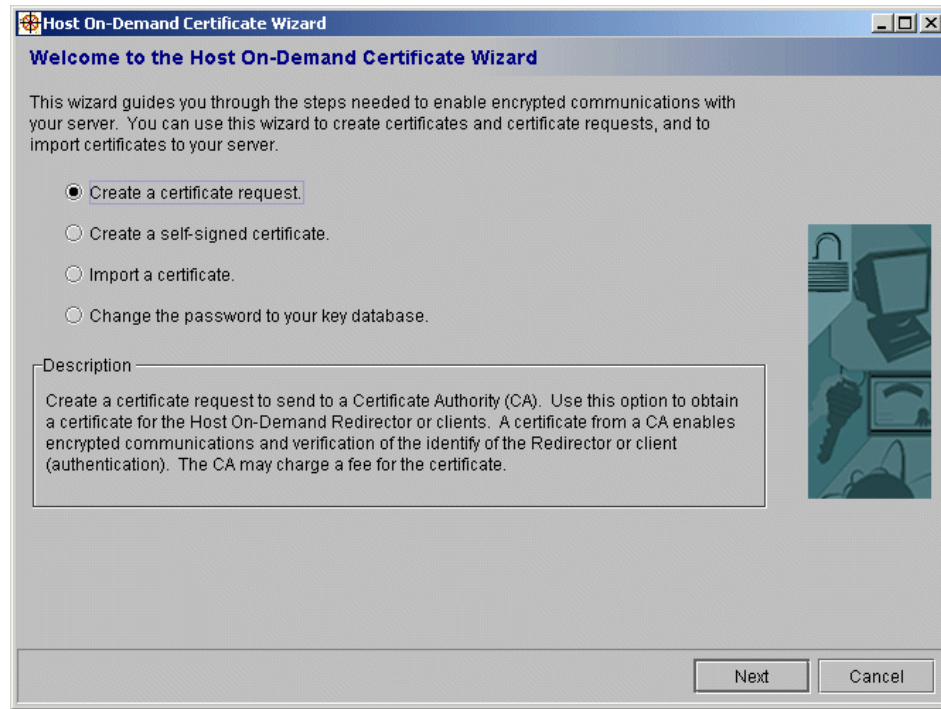 Host On-Demand Certificate Wizard
Welcome to the Host On-Demand Certificate Wizard
This wizard guides you through the steps needed to enable encrypted communications with
your server. You can use this wizard to create certificates and certificate requests, and to
import certificates to your server.
Create a certificate request.
Create a self-signed certificate.
Import a certificate.
Change the password to your key database.
Description
Create a certificate request to send to a Certificate Authority (CA). Use this option to obtain
a certificate for the Host On-Demand Redirector or clients. A certificate from a CA enables
encrypted communications and verification of the identify of the Redirector or client
(authentication). The CA may charge a fee for the certificate.
Next
Cancel